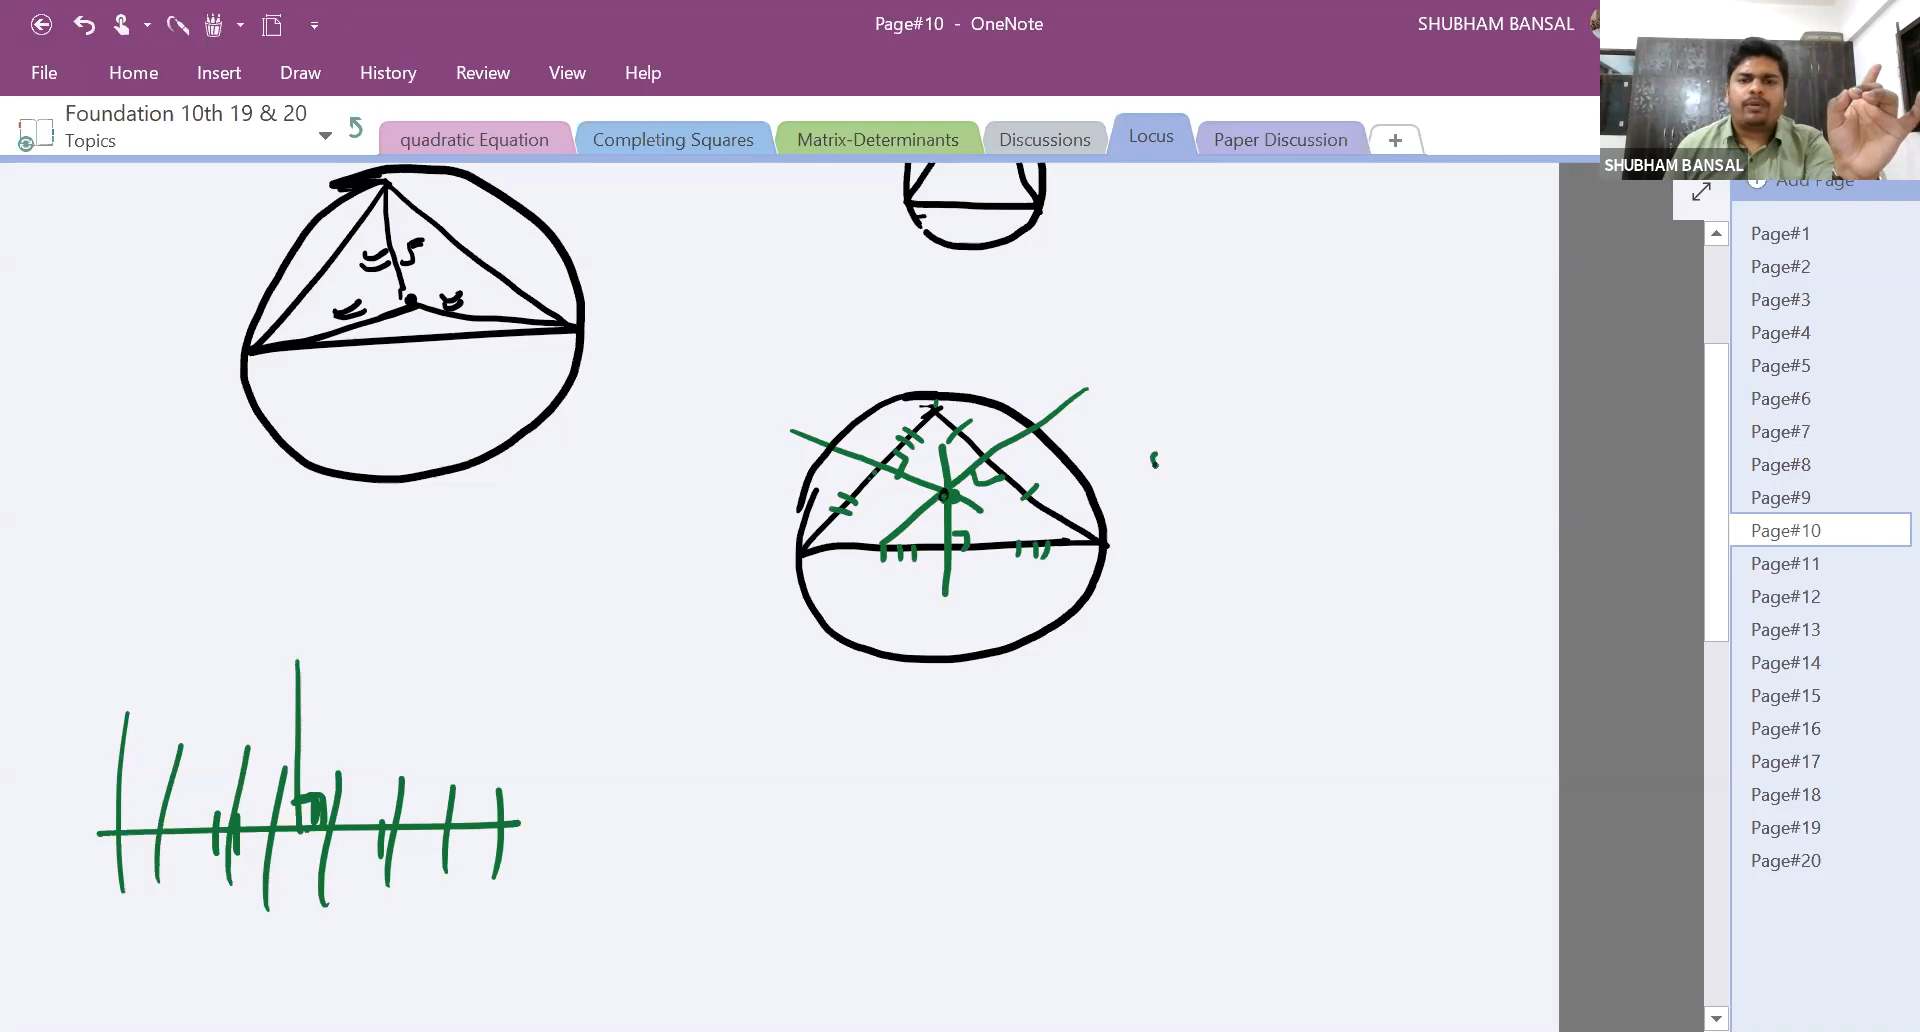 Page#10 - OneNote
SHUBHAM BANSAL
File Home Insert Draw History Review View Help
Foundation 10th 19 & 20
Topics
quadratic Equation
Completing Squares
Matrix-Determinants
Discussions
Locus
Paper Discussion
+
SHUBHAM BANSAL
Add Page
Page#1
Page#2
Page#3
Page#4
Page#5
Page#6
Page#7
Page#8
Page#9
Page#10
Page#11
Page#12
Page#13
Page#14
Page#15
Page#16
Page#17
Page#18
Page#19
Page#20